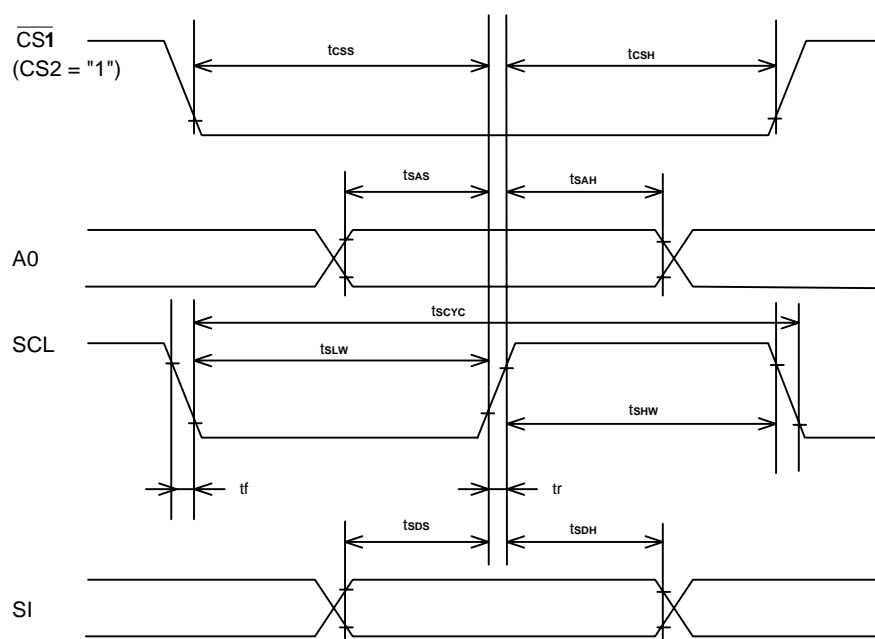 CS1
tCSS
tCSH
(CS2 = "1")
tSAS
tSAH
A0
tSCYC
SCL
tSLW
tSHW
tf
tr
tSDS
tSDH
SI